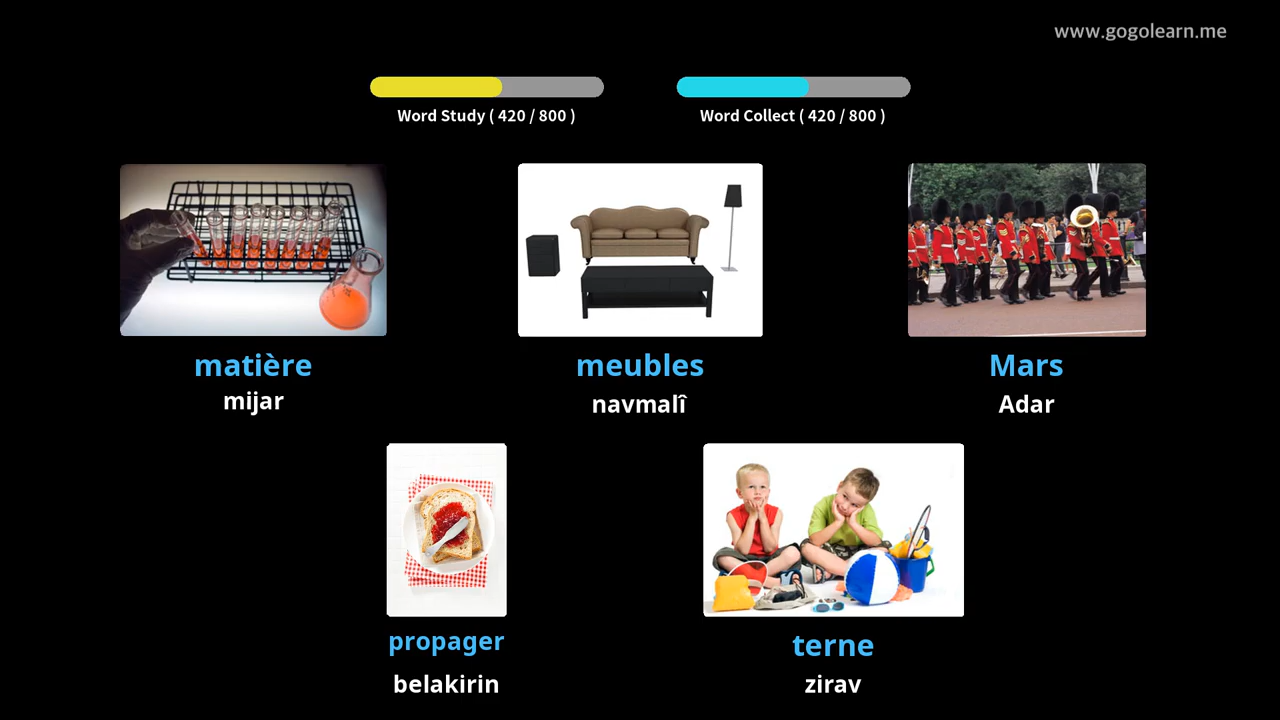 www.gogolearn.me
Word Study ( 420 / 800 )
Word Collect ( 420 / 800 )
matière
mijar
meubles
navmalî
Mars
Adar
propager
belakirin
terne
zirav